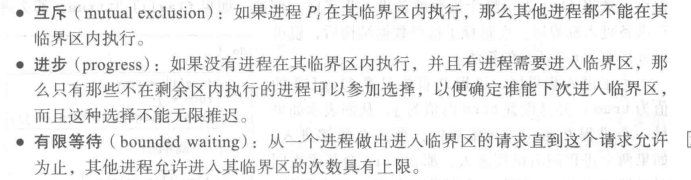 • 互斥（mutual exclusion）：如果进程 Pi 在其临界区内执行，那么其他进程都不能在其
临界区内执行。
• 进步（progress）：如果没有进程在其临界区内执行，并且有进程需要进入临界区，那
么只有那些不在剩余区内执行的进程可以参加选择，以便确定谁能下次进入临界区，
而且这种选择不能无限推迟。
• 有限等待（bounded waiting）：从一个进程做出进入临界区的请求直到这个请求允许
为止，其他进程允许进入其临界区的次数具有上限。